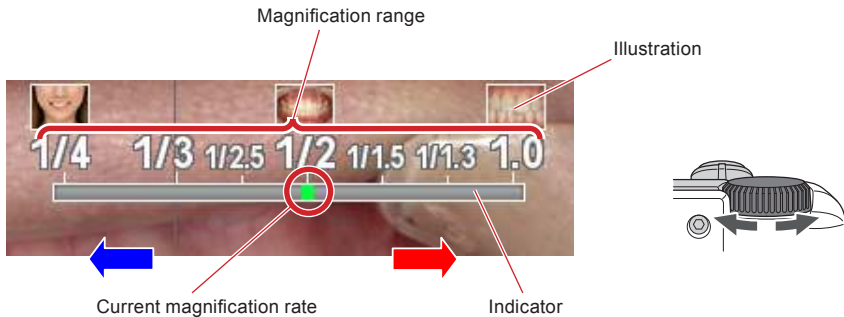 Magnification range
Illustration
1/4 1/3 1/2.5 1/2 1/1.5 1/1.3 1.0
Current magnification rate
Indicator